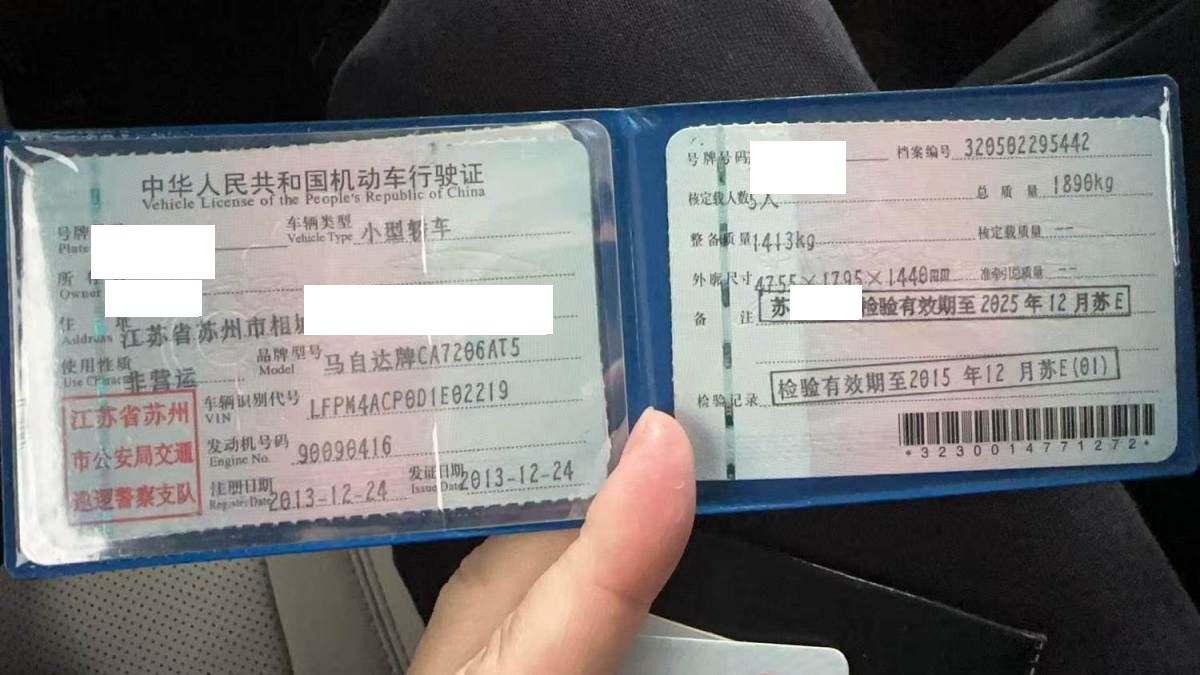 中华人民共和国机动车行驶证
Vehicle License of the People's Republic of China
号牌
Plate
车辆类型 小型轿车
Vehicle Type
所
Owner
住 址 江苏省苏州市相城
Address
使用性质 非营运
Use Character
品牌型号 马自达牌CA7206AT5
Model
车辆识别代号 LFPM4ACP0D1E02219
VIN
发动机号码 90090416
Engine No.
注册日期 2013-12-24
Register Date
发证日期 2013-12-24
Issue Date
江苏省苏州
市公安局交通
巡逻警察支队
号牌号码
档案编号 320502295442
核定载人数 5人
总质量 1890kg
整备质量 1413kg
核定载质量 --
外廓尺寸 4755×1795×1440mm
准牵引总质量 --
备 注 苏 检验有效期至2025年12月苏E
检验记录 检验有效期至2015年12月苏E(01)
*3230014771272*